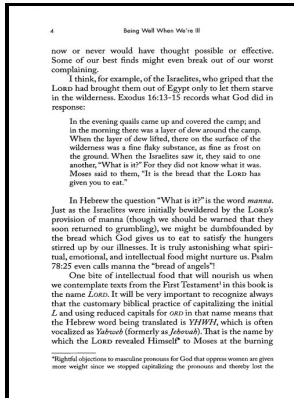 4 Being Well When We're Ill
now or never would have thought possible or effective.
Some of our best finds might even break out of our worst
complaining.
I think, for example, of the Israelites, who griped that the
LORD had brought them out of Egypt only to let them starve
in the wilderness. Exodus 16:13–15 records what God did in
response:
In the evening quails came up and covered the camp; and
in the morning there was a layer of dew around the camp.
When the layer of dew lifted, there on the surface of the
wilderness was a fine flaky substance, as fine as frost on
the ground. When the Israelites saw it, they said to one
another, "What is it?" For they did not know what it was.
Moses said to them, "It is the bread that the LORD has
given you to eat."
In Hebrew the question "What is it?" is the word manna.
Just as the Israelites were initially bewildered by the LORD's
provision of manna (though we should be warned that they
soon returned to grumbling), we might be dumbfounded by
the bread which God gives us to eat to satisfy the hungers
stirred up by our illnesses. It is truly astonishing what spiri-
tual, emotional, and intellectual food might nurture us. Psalm
78:25 even calls manna the "bread of angels"!
One bite of intellectual food that will nourish us when
we contemplate texts from the First Testament¹ in this book is
the name LORD. It will be very important to recognize always
that the customary biblical practice of capitalizing the initial
L and using reduced capitals for ORD in that name means that
the Hebrew word being translated is YHWH, which is often
vocalized as Yahweh (formerly as Jehovah). That is the name by
which the LORD revealed Himself* to Moses at the burning
*Rightful objections to masculine pronouns for God that oppress women are given
more weight since we stopped capitalizing the pronouns and thereby lost the